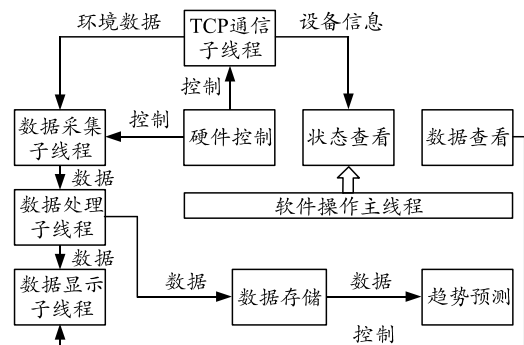 环境数据
TCP通信
子线程
设备信息
控制
数据采集
子线程
控制
硬件控制
状态查看
数据查看
数据
数据处理
子线程
软件操作主线程
数据
数据显示
子线程
数据
数据存储
数据
趋势预测
控制